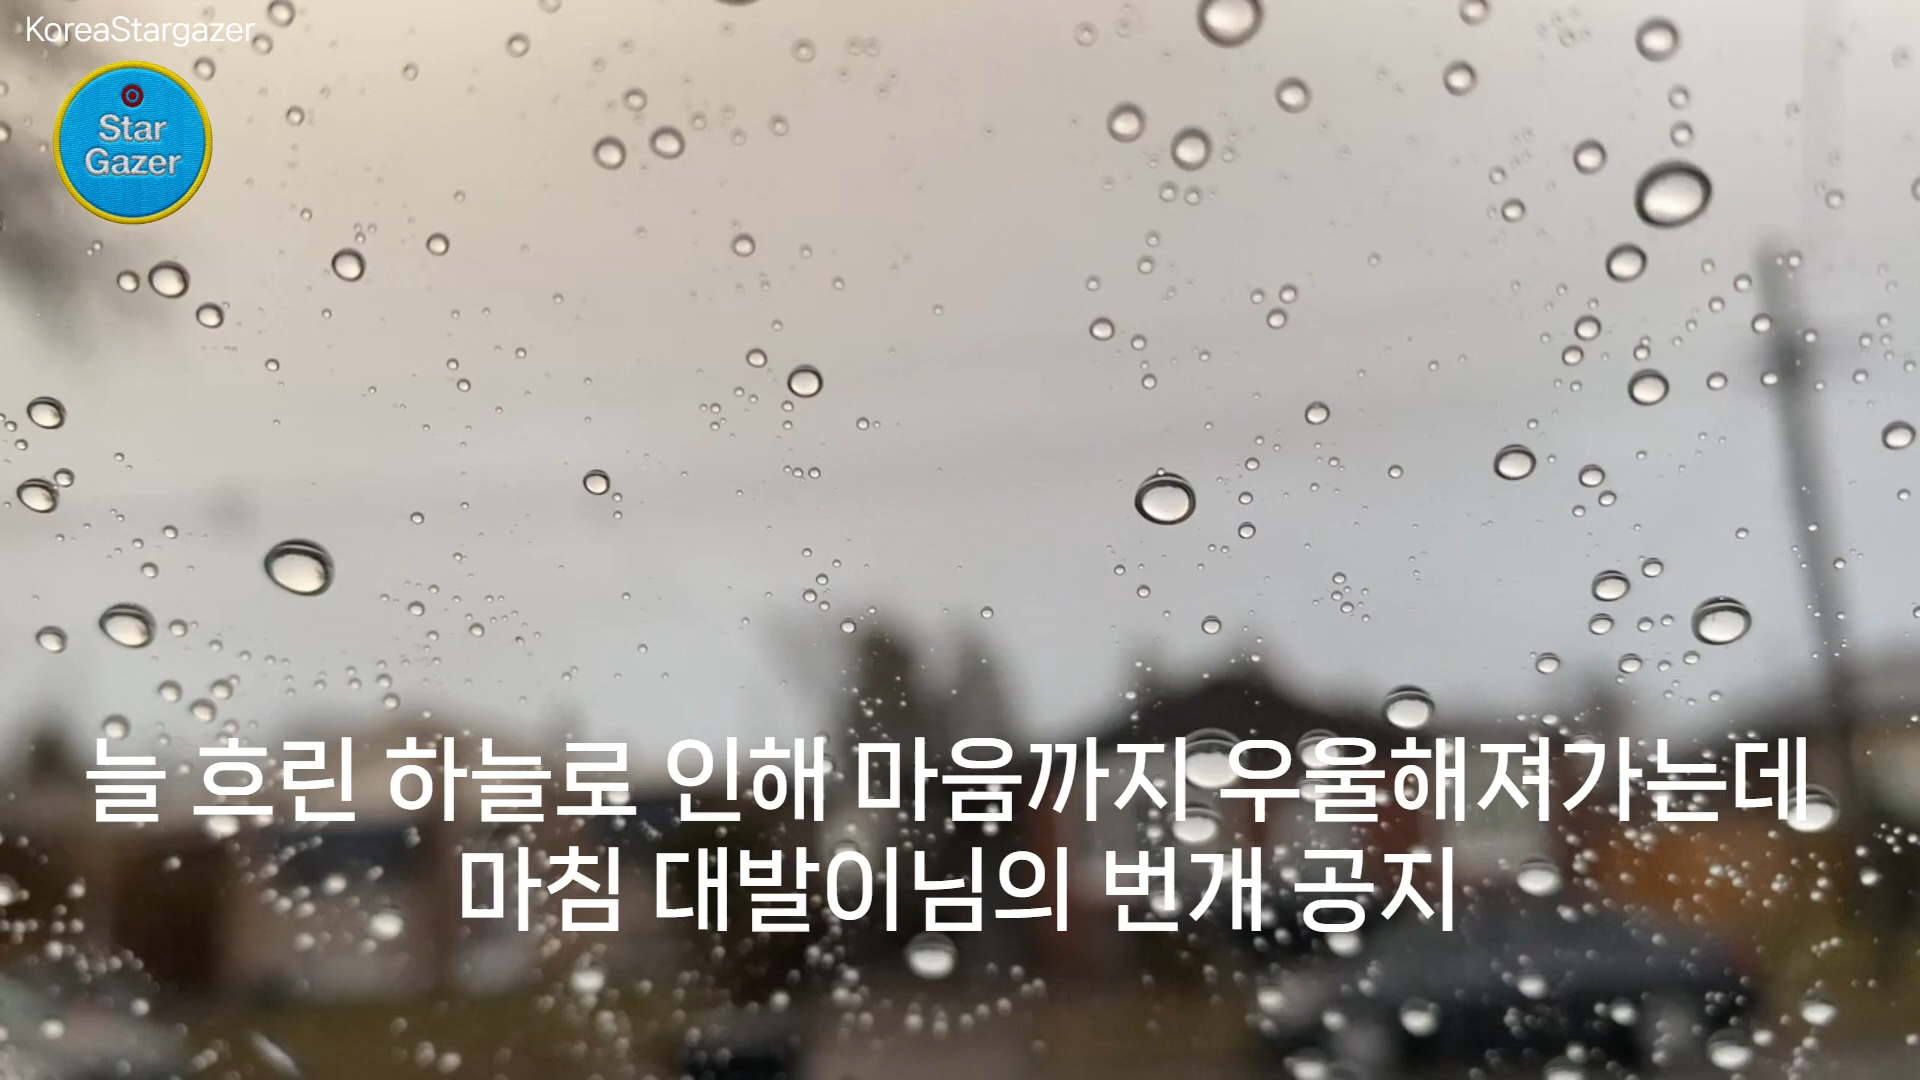 KoreaStargazer
Star
Gazer
늘 흐린 하늘로 인해 마음까지 우울해져가는데
마침 대발이님의 번개 공지